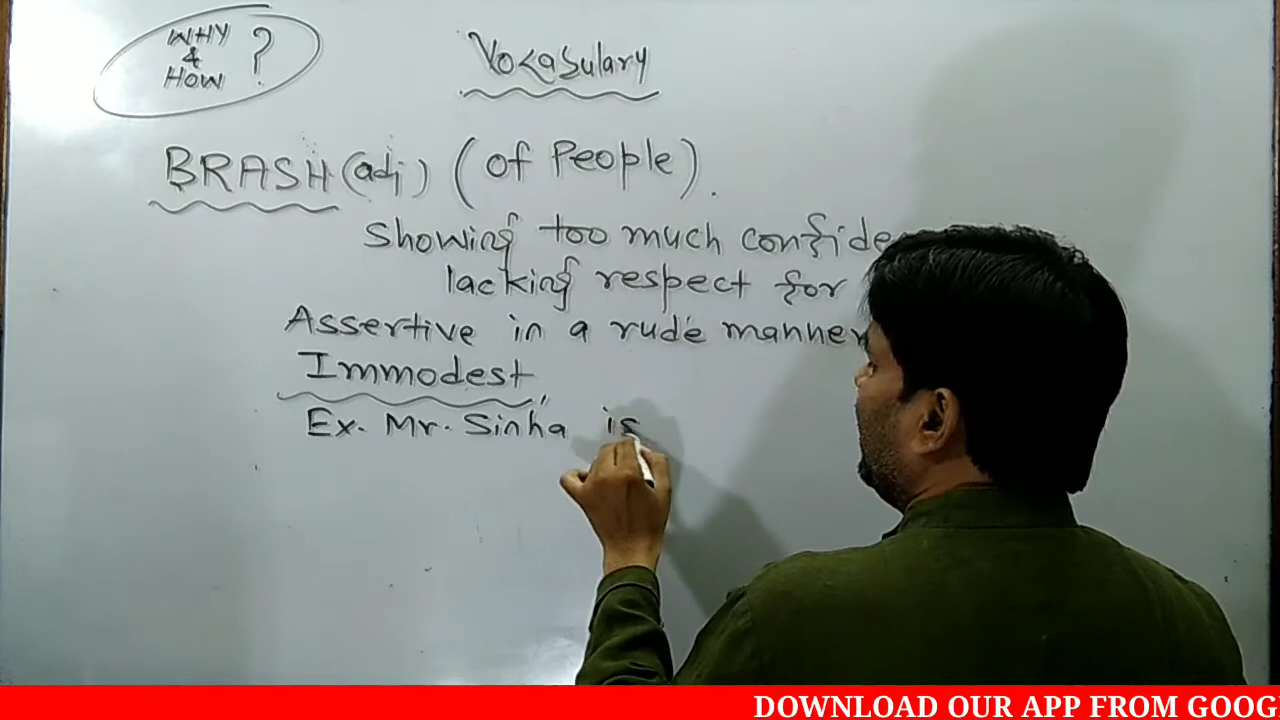 WHY
&
HOW
?
Vocabulary
BRASH (adj) (of People).
Showing too much confide
lacking respect for
Assertive in a rude manner
Immodest
Ex. Mr. Sinha is
DOWNLOAD OUR APP FROM GOOG